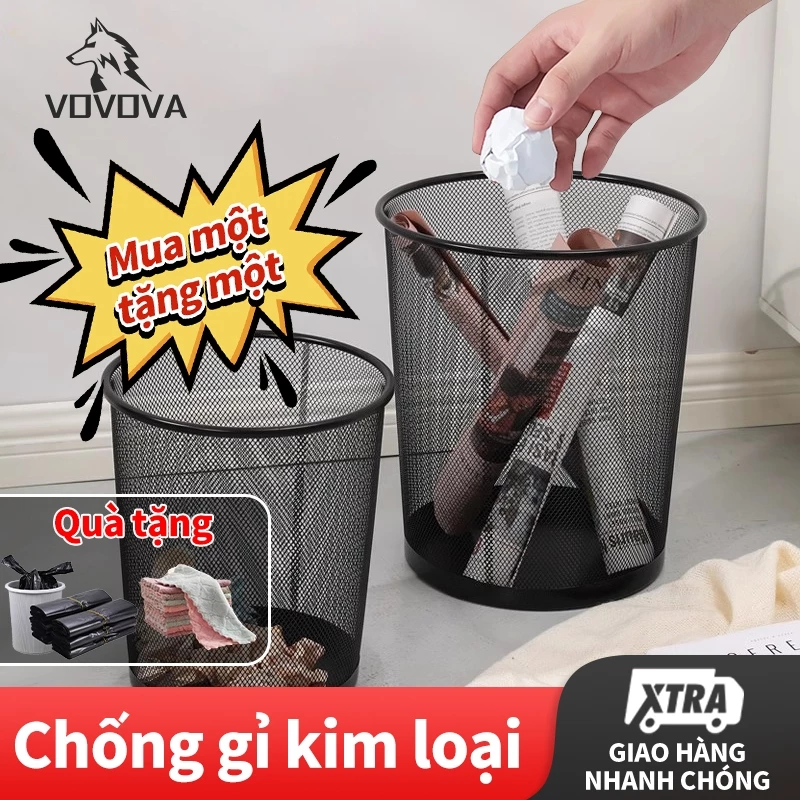 VOVOVA
Mua một
tặng một
Quà tặng
Chống gỉ kim loại
XTRA
GIAO HÀNG
NHANH CHÓNG